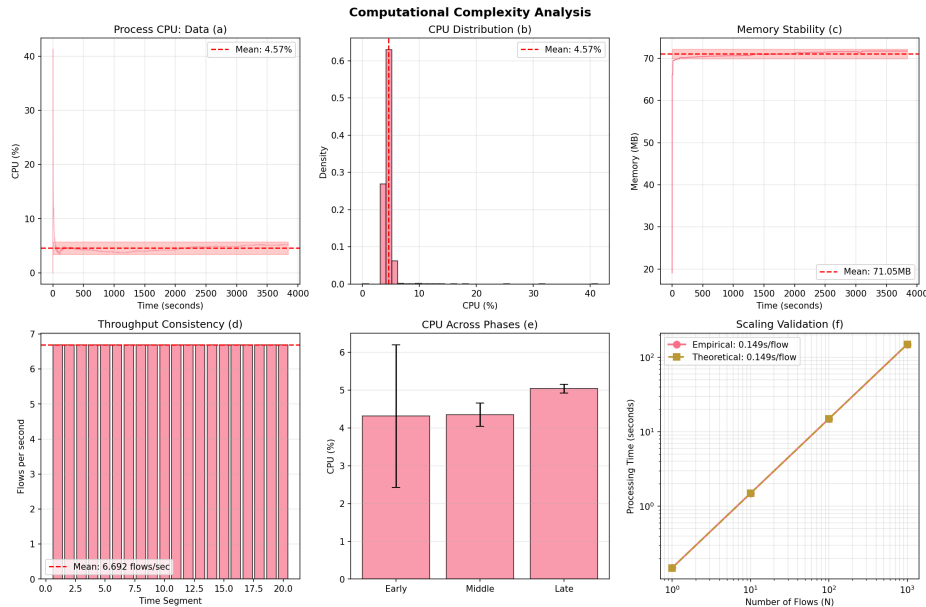 Computational Complexity Analysis
Process CPU: Data (a)
CPU (%)
40
30
20
10
0
Mean: 4.57%
0 500 1000 1500 2000 2500 3000 3500 4000
Time (seconds)
CPU Distribution (b)
Density
0.6
0.5
0.4
0.3
0.2
0.1
0.0
Mean: 4.57%
0 10 20 30 40
CPU (%)
Memory Stability (c)
Memory (MB)
70
60
50
40
30
20
Mean: 71.05MB
0 500 1000 1500 2000 2500 3000 3500 4000
Time (seconds)
Throughput Consistency (d)
Flows per second
7
6
5
4
3
2
1
0
Mean: 6.692 flows/sec
0.0 2.5 5.0 7.5 10.0 12.5 15.0 17.5 20.0
Time Segment
CPU Across Phases (e)
CPU (%)
6
5
4
3
2
1
0
Early Middle Late
Scaling Validation (f)
Processing Time (seconds)
10²
10¹
10⁰
Empirical: 0.149s/flow
Theoretical: 0.149s/flow
10⁰ 10¹ 10² 10³
Number of Flows (N)